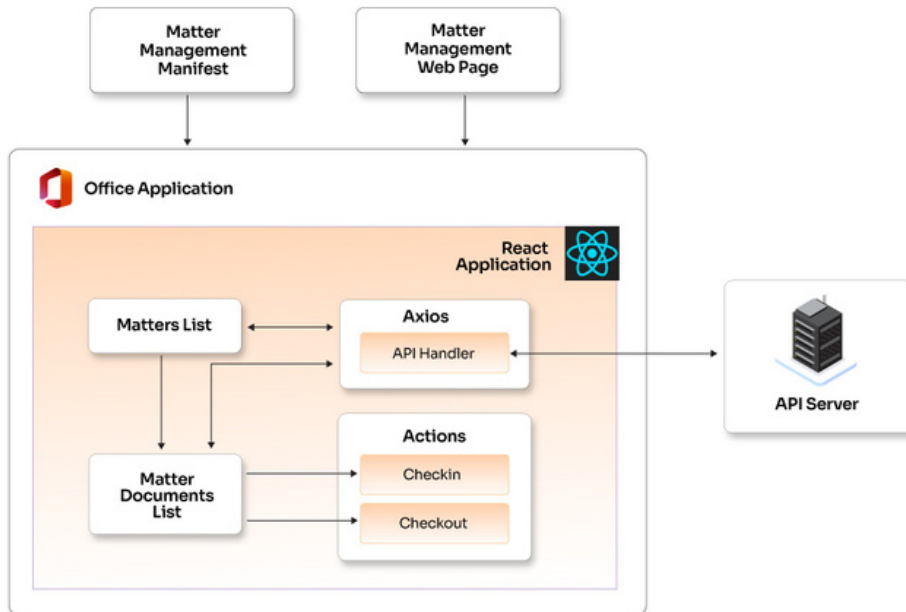 Matter
Management
Manifest
Matter
Management
Web Page
Office Application
React
Application
Matters List
Axios
API Handler
API Server
Actions
Matter
Documents
List
Checkin
Checkout